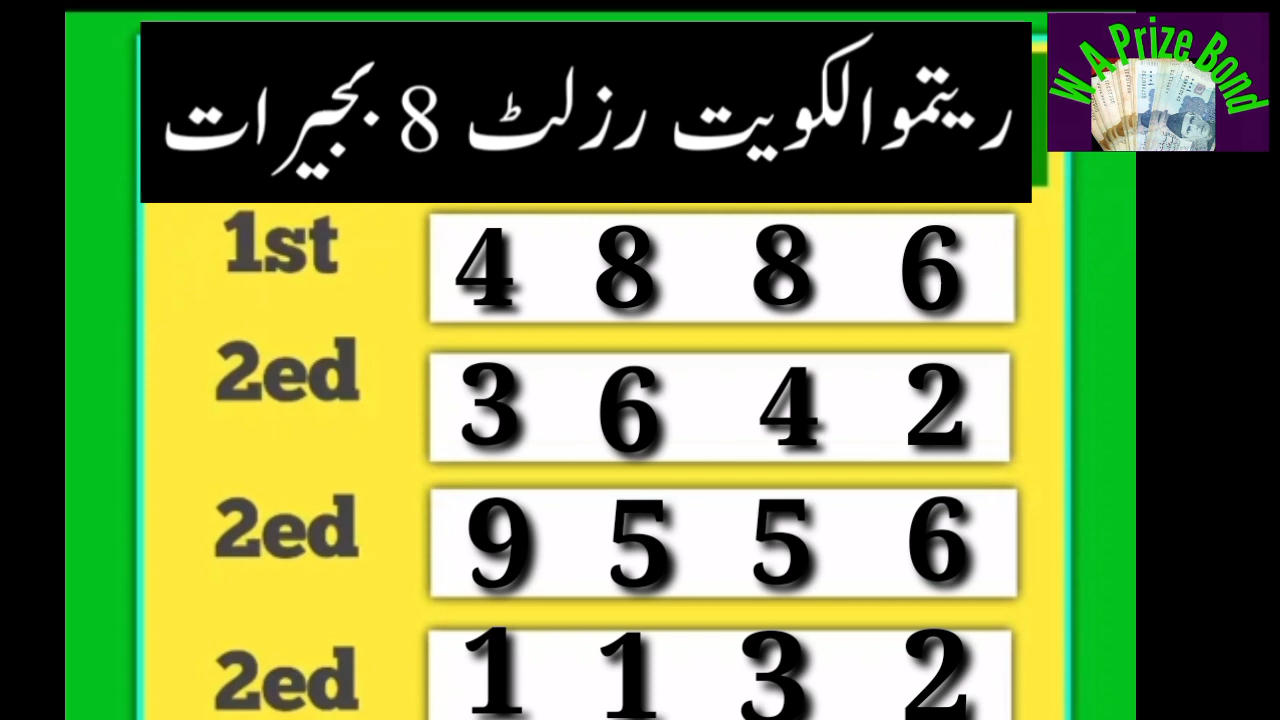 ریتموالکویت رزلٹ 8 بجیرات
W A Prize Bond
1st 4 8 8 6
2ed 3 6 4 2
2ed 9 5 5 6
2ed 1 1 3 2